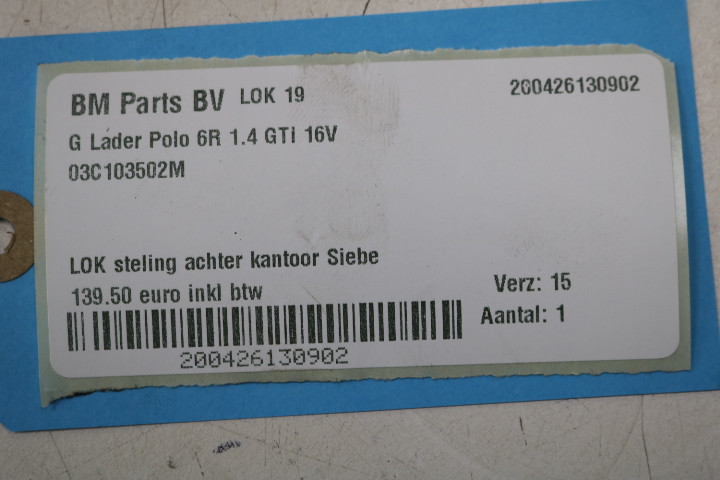 BM Parts BV LOK 19 200426130902
G Lader Polo 6R 1.4 GTi 16V
03C103502M
LOK steling achter kantoor Siebe
139.50 euro inkl btw Verz: 15
Aantal: 1
200426130902